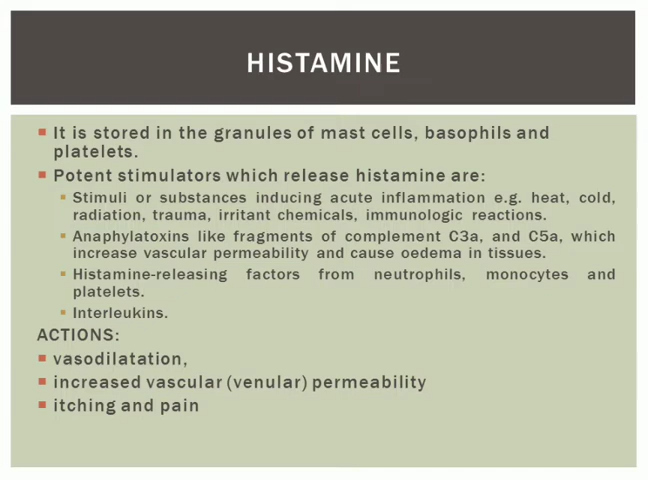 HISTAMINE
It is stored in the granules of mast cells, basophils and
platelets.
Potent stimulators which release histamine are:
Stimuli or substances inducing acute inflammation e.g. heat, cold,
radiation, trauma, irritant chemicals, immunologic reactions.
Anaphylatoxins like fragments of complement C3a, and C5a, which
increase vascular permeability and cause oedema in tissues.
Histamine-releasing factors from neutrophils, monocytes and
platelets.
Interleukins.
ACTIONS:
vasodilatation,
increased vascular (venular) permeability
itching and pain